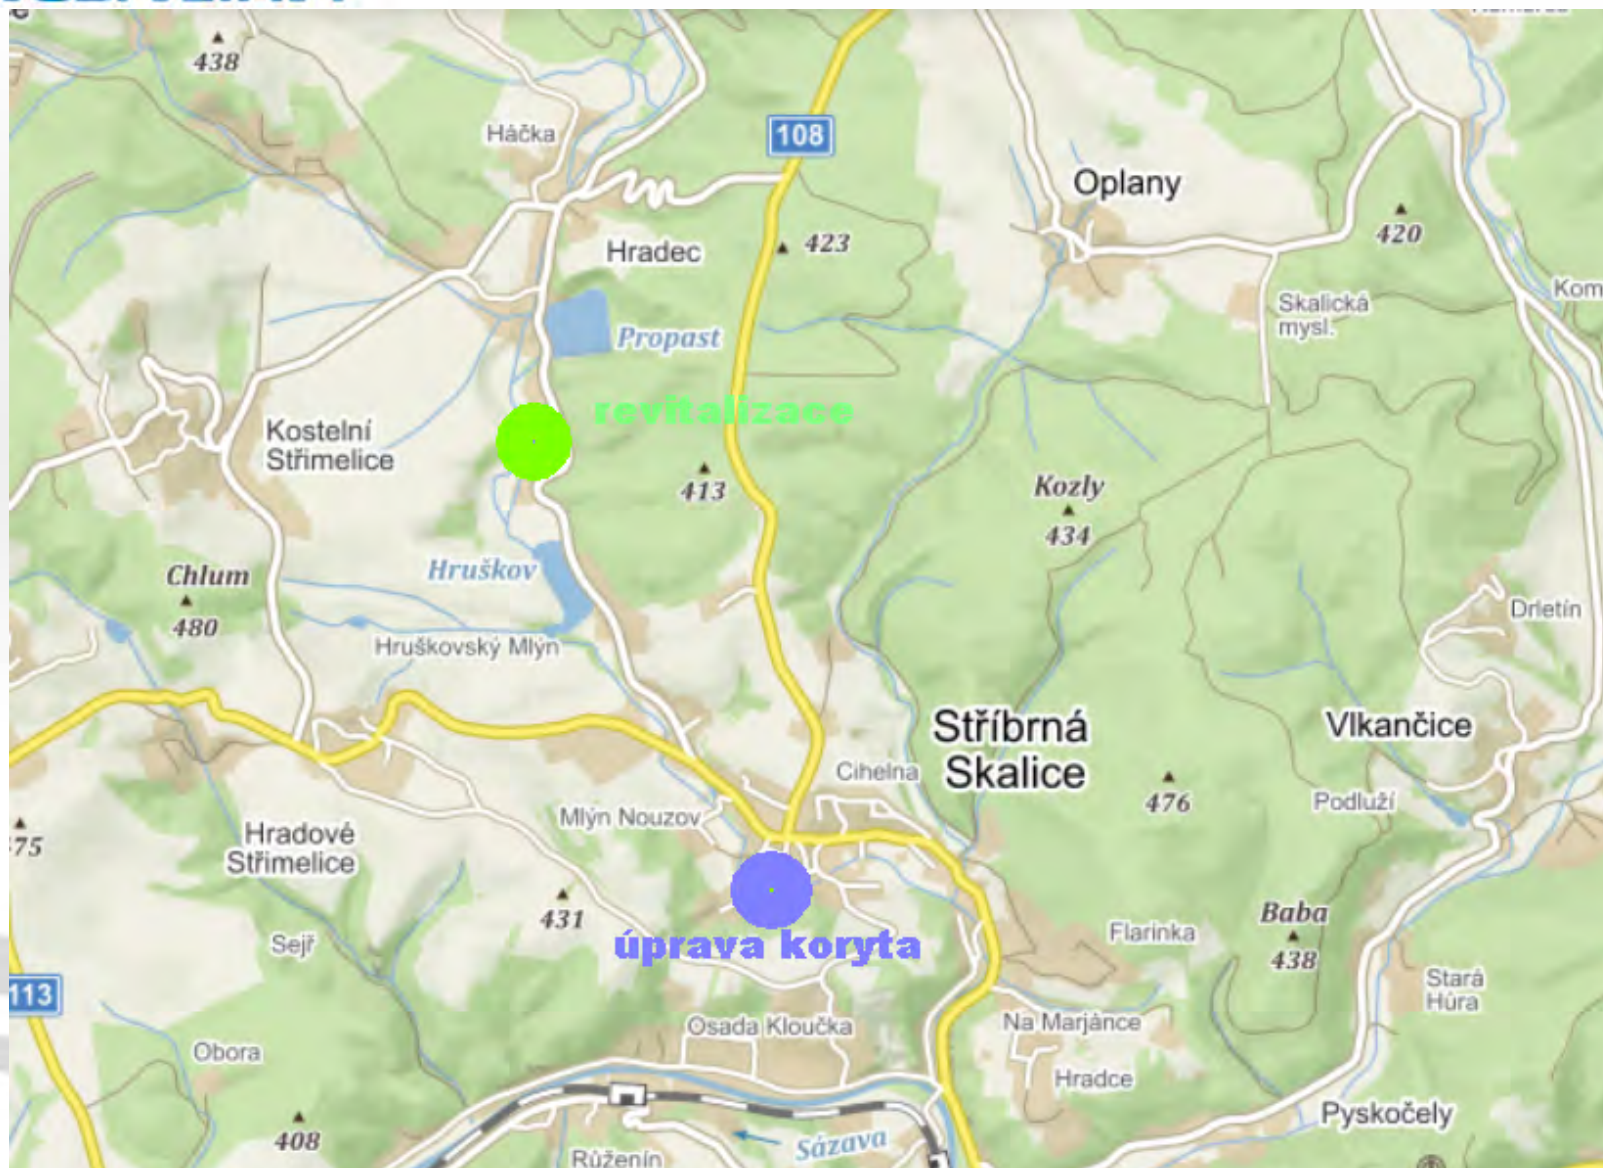 438
Háčka
108
Oplany
420
423
Hradec
Kom
Skalická
mysl.
Propast
revitalizace
Kostelní
Střimelice
413
Kozly
434
Hruškov
Chlum
480
Drletín
Hruškovský Mlýn
Stříbrná
Skalice
Vlkančice
Cihelna
476
Podluží
Mlýn Nouzov
75
Hradové
Střimelice
431
Baba
438
Flarinka
Sejř
úprava koryta
Stará
Húra
113
Osada Kloučka
Na Marjánce
Obora
Hradce
408
Pyskočely
Sázava
Růženín